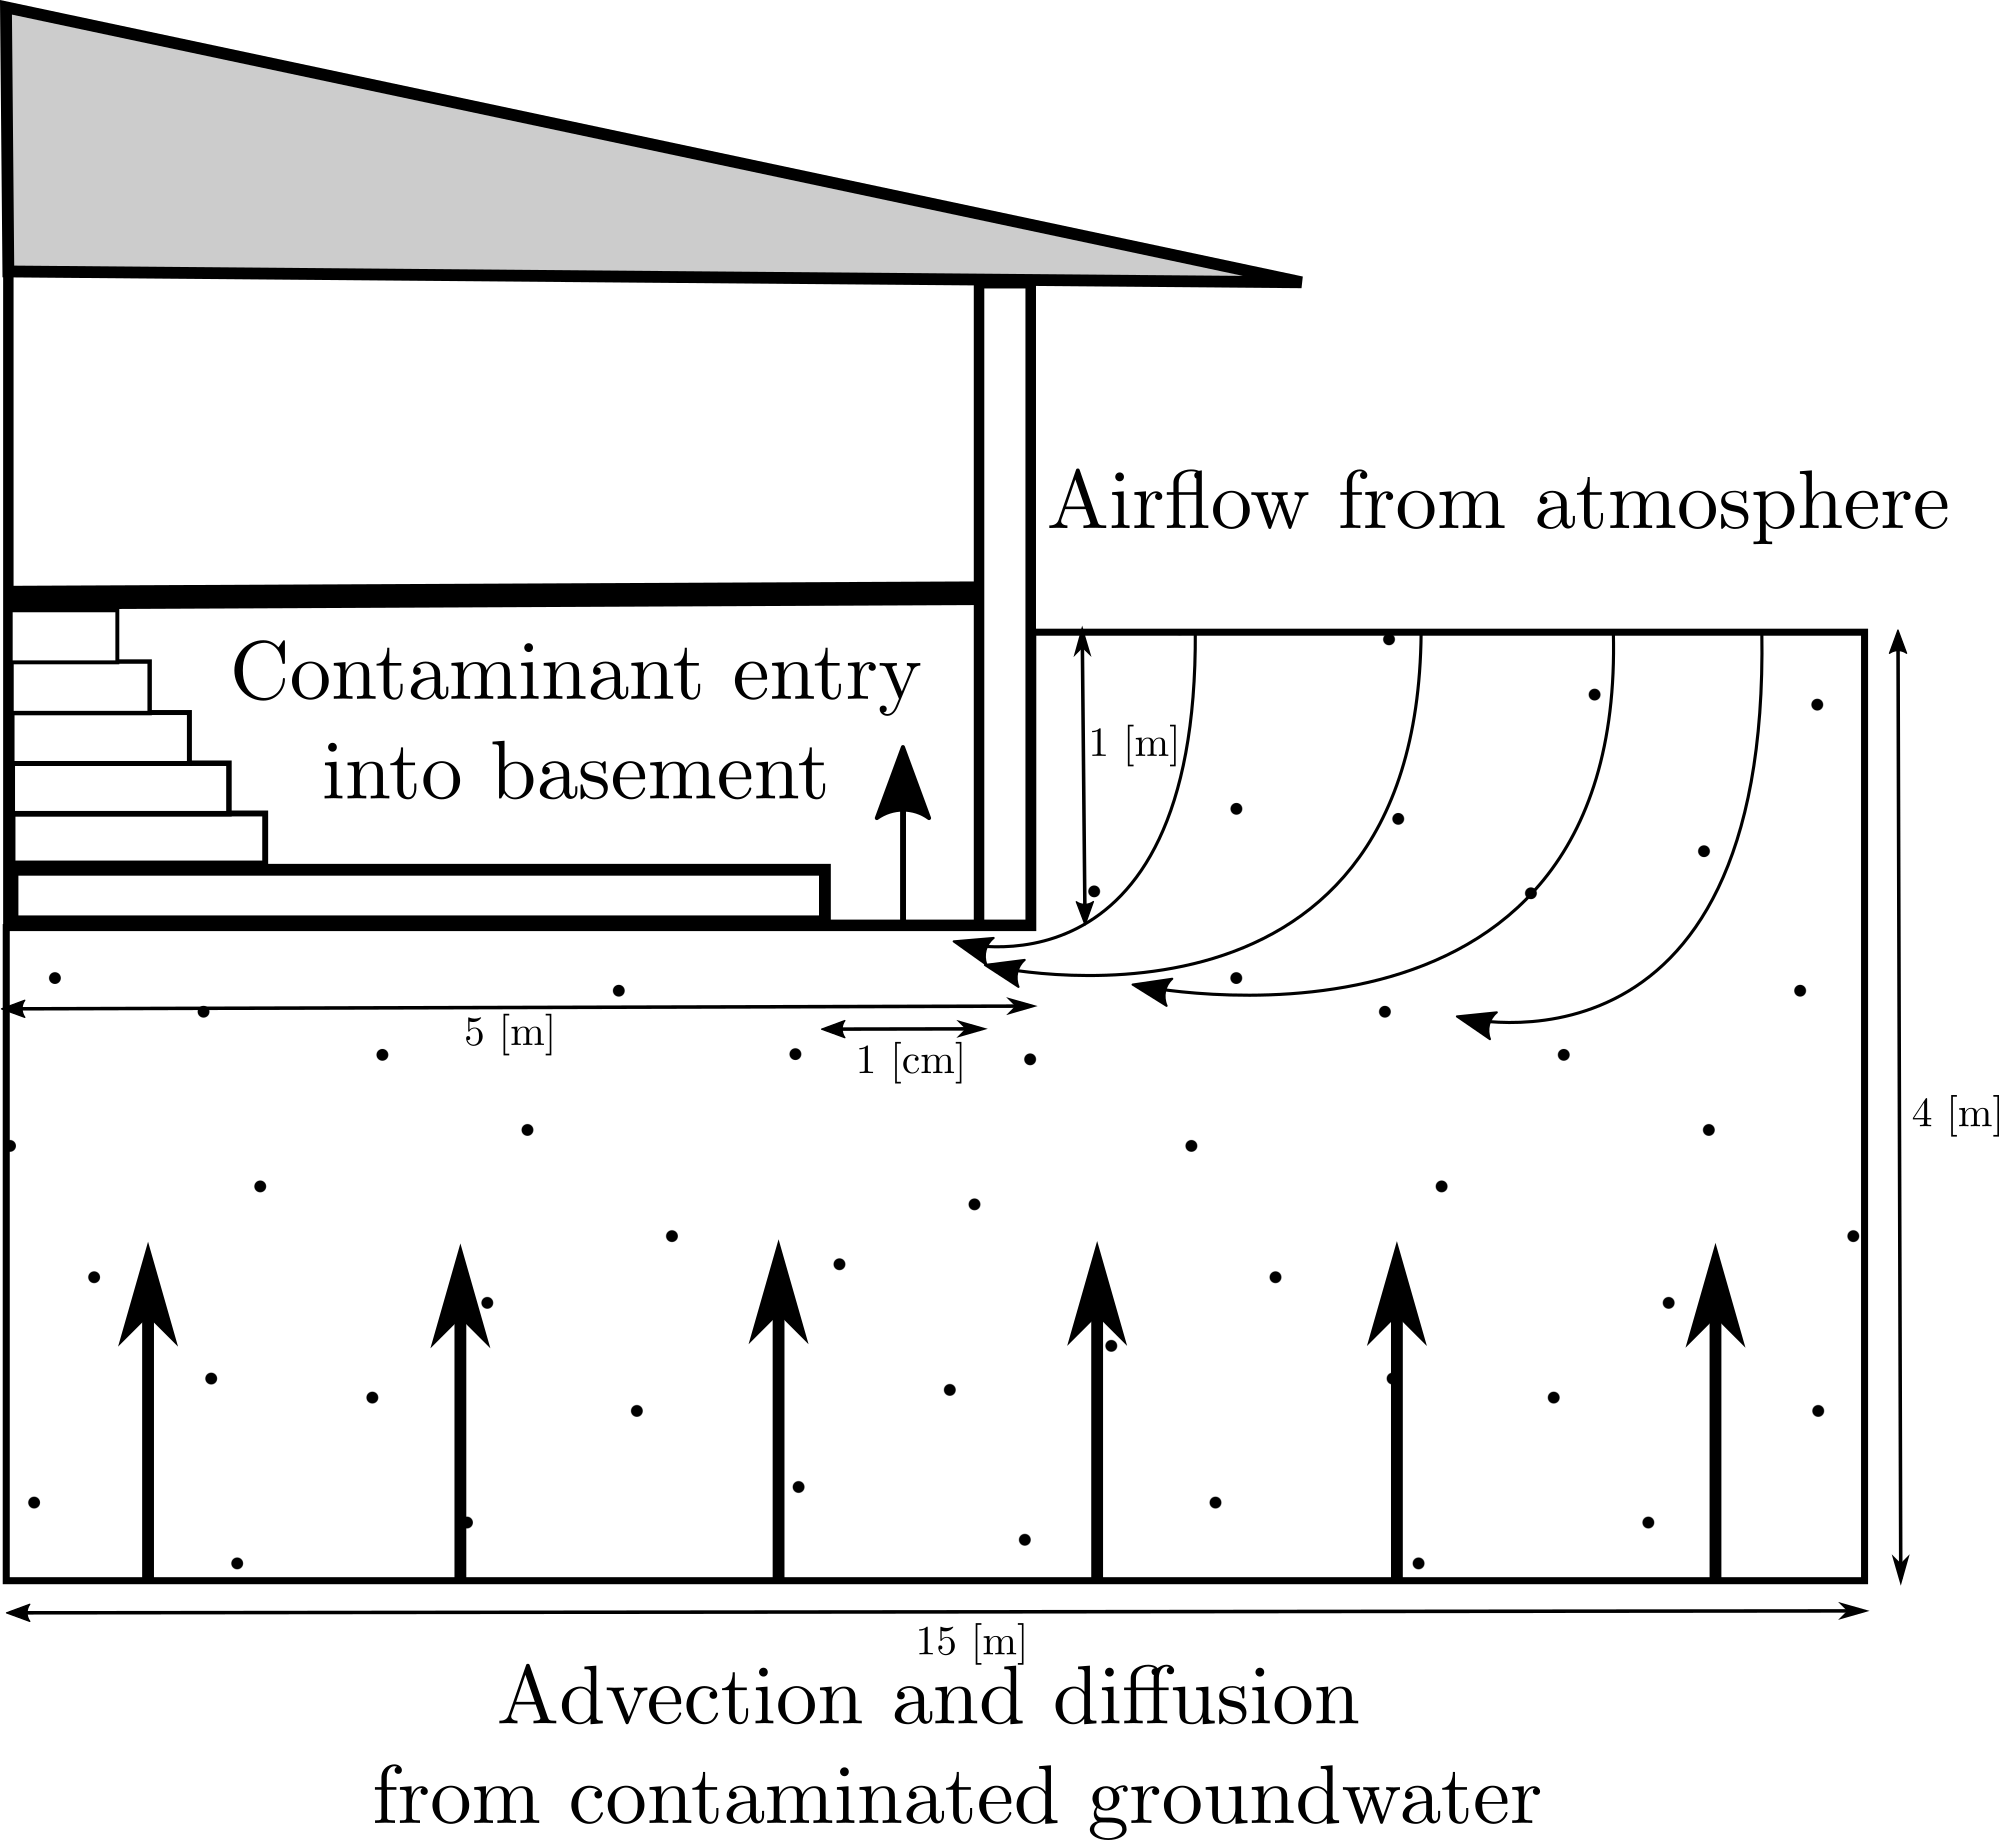 Airflow from atmosphere
Contaminant entry
into basement
1 [m]
5 [m]
1 [cm]
4 [m]
15 [m]
Advection and diffusion
from contaminated groundwater